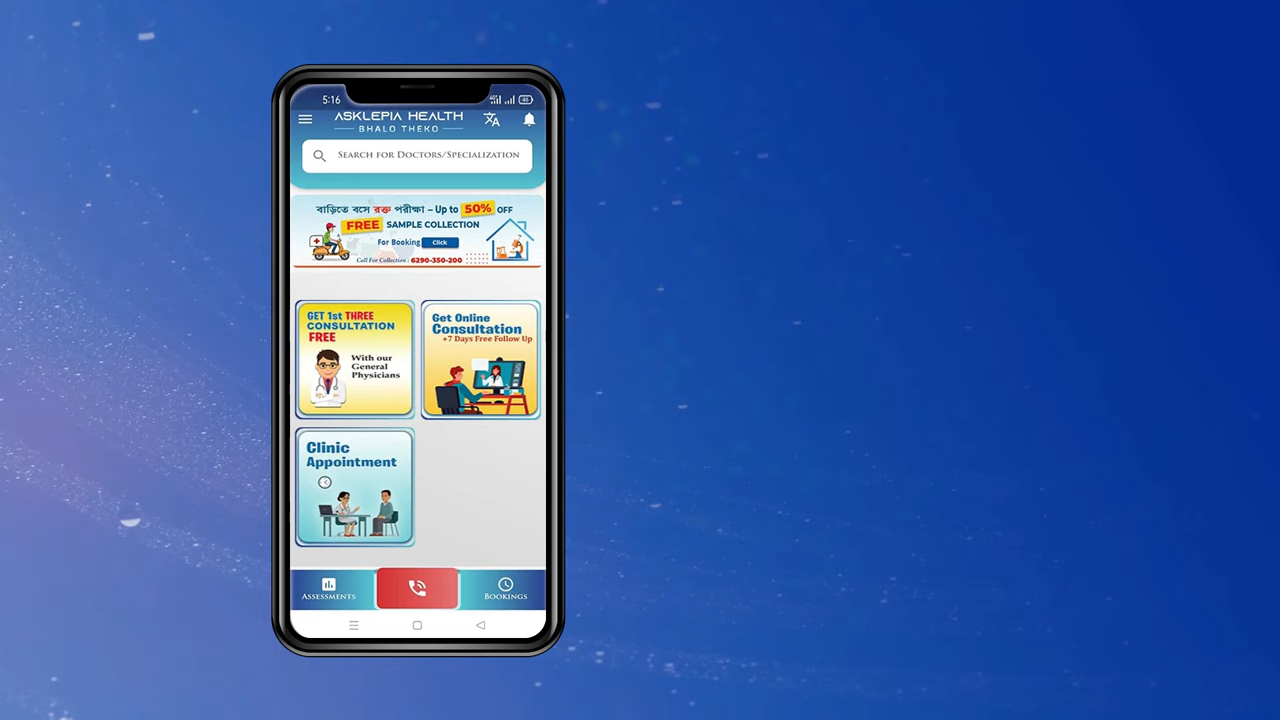 5:16
ASKLEPIA HEALTH
BHALO THEKO
SEARCH FOR DOCTORS/SPECIALIZATION
বাড়িতে বসে রক্ত পরীক্ষা – Up to 50% OFF
FREE SAMPLE COLLECTION
For Booking Click
Call For Collection : 6290-350-200
GET 1st THREE
CONSULTATION
FREE
With our
General
Physicians
Get Online
Consultation
+7 Days Free Follow Up
Clinic
Appointment
ASSESSMENTS
BOOKINGS